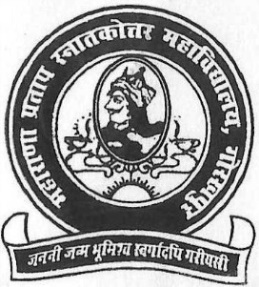 महाराणा प्रताप स्नातकोत्तर महाविद्यालय, गोरखपुर
जननी जन्म भूमिश्च स्वर्गादपि गरीयसी